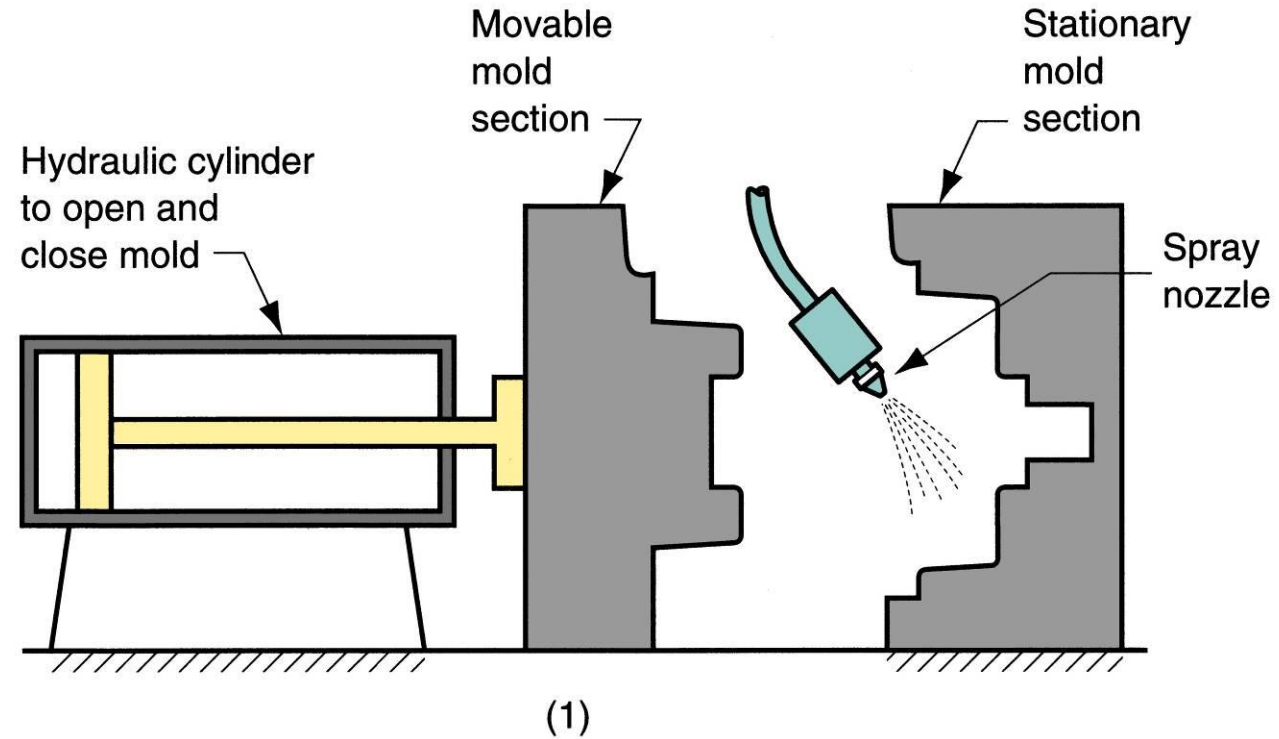 Movable
mold
section
Stationary
mold
section
Hydraulic cylinder
to open and
close mold
Spray
nozzle
(1)